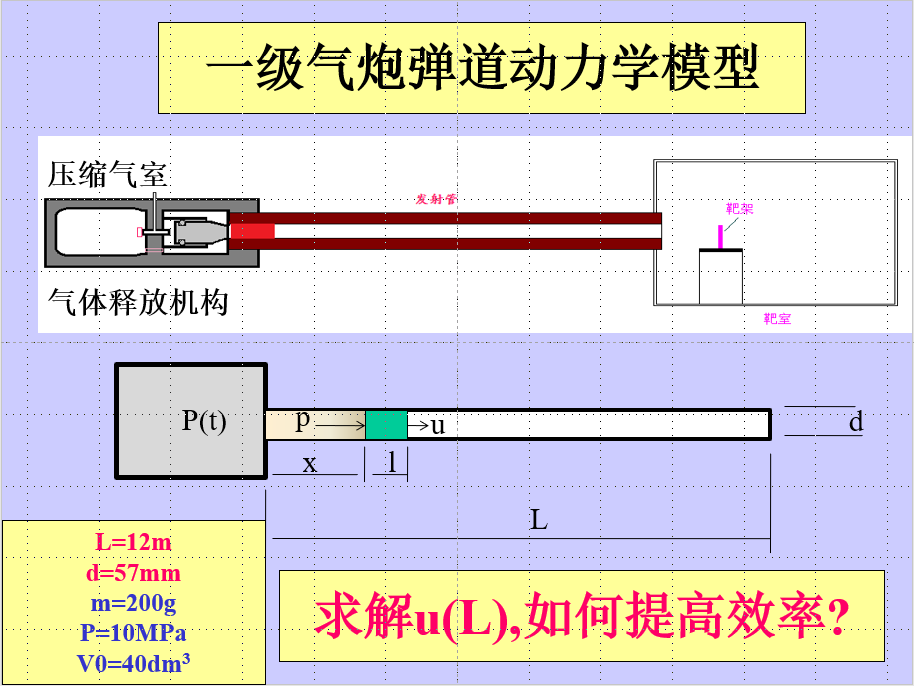 一级气炮弹道动力学模型
压缩气室
发射管
靶架
气体释放机构
靶室
P(t)
p
u
d
x
l
L
L=12m
d=57mm
m=200g
P=10MPa
V0=40dm³
求解u(L),如何提高效率?